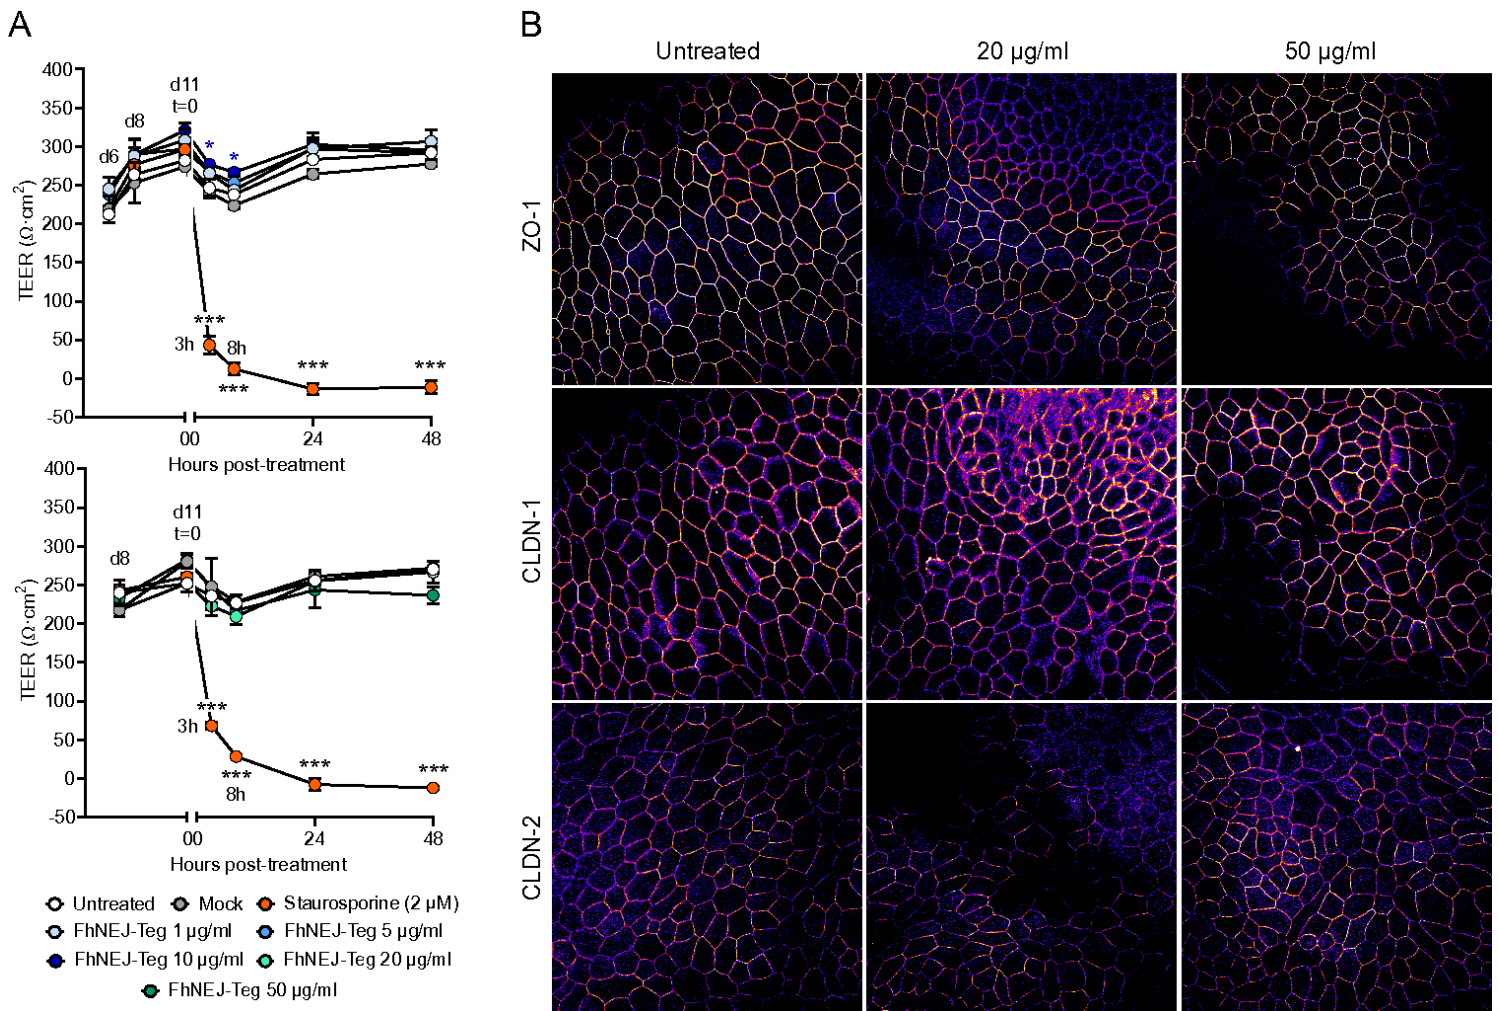 A
B
Untreated
20 µg/ml
50 µg/ml
ZO-1
CLDN-1
CLDN-2
TEER (Ω·cm²)
400
350
300
250
200
150
100
50
0
-50
d6
d8
d11
t=0
*
*
3h
***
8h
***
***
***
00
24
48
Hours post-treatment
TEER (Ω·cm²)
400
350
300
250
200
150
100
50
0
-50
d8
d11
t=0
3h
***
***
8h
***
***
00
24
48
Hours post-treatment
Untreated Mock Staurosporine (2 µM)
FhNEJ-Teg 1 µg/ml FhNEJ-Teg 5 µg/ml
FhNEJ-Teg 10 µg/ml FhNEJ-Teg 20 µg/ml
FhNEJ-Teg 50 µg/ml